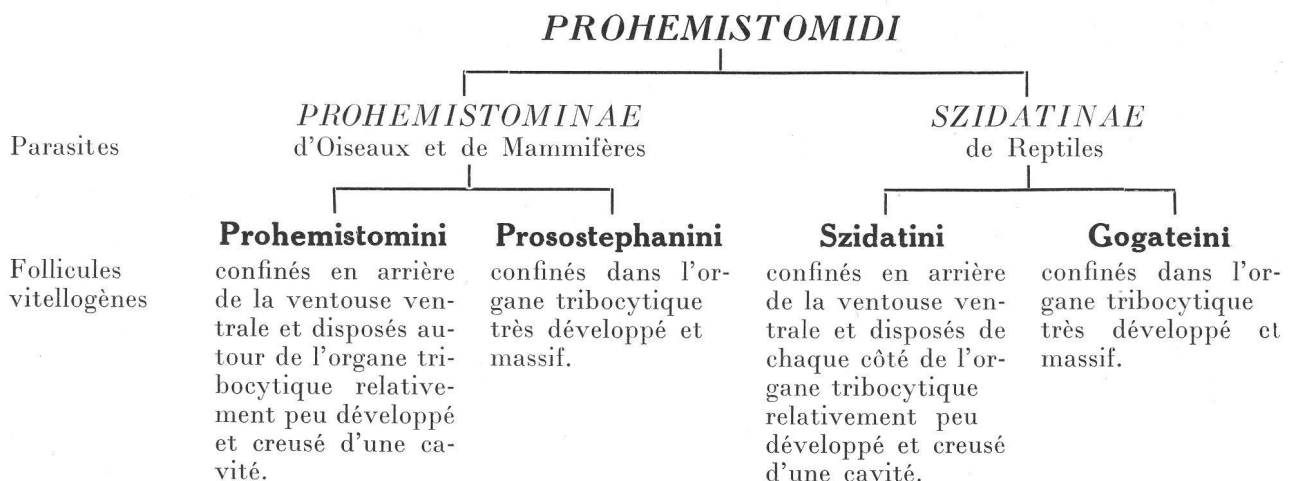 PROHEMISTOMIDI
PROHEMISTOMINAE
d'Oiseaux et de Mammifères
SZIDATINAE
de Reptiles
Parasites
Prohemistomini
Prosostephanini
Szidatini
Gogateini
Follicules
vitellogènes
confinés en arrière
de la ventouse ven-
trale et disposés au-
tour de l'organe tri-
bocytique relative-
ment peu développé
et creusé d'une ca-
vité.
confinés dans l'or-
gane tribocytique
très développé et
massif.
confinés en arrière
de la ventouse ven-
trale et disposés de
chaque côté de l'or-
gane tribocytique
relativement peu
développé et creusé
d'une cavité.
confinés dans l'or-
gane tribocytique
très développé et
massif.